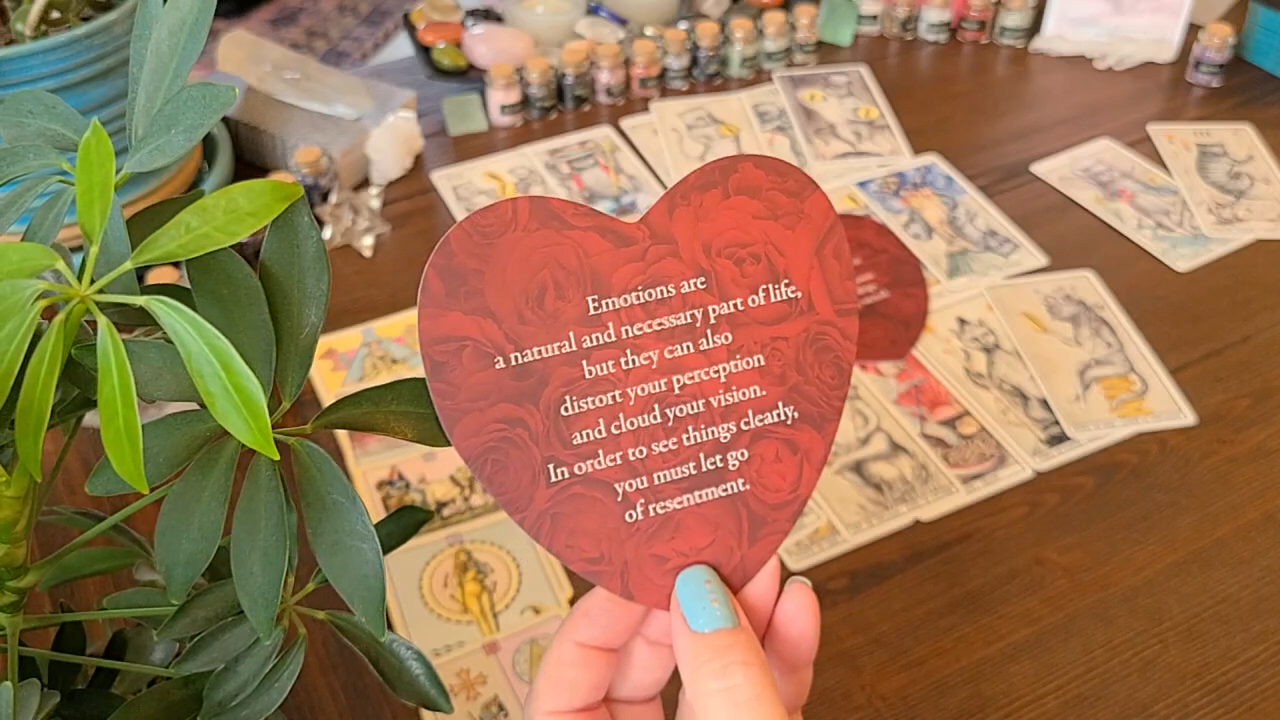 Emotions are
a natural and necessary part of life,
but they can also
distort your perception
and cloud your vision.
In order to see things clearly,
you must let go
of resentment.